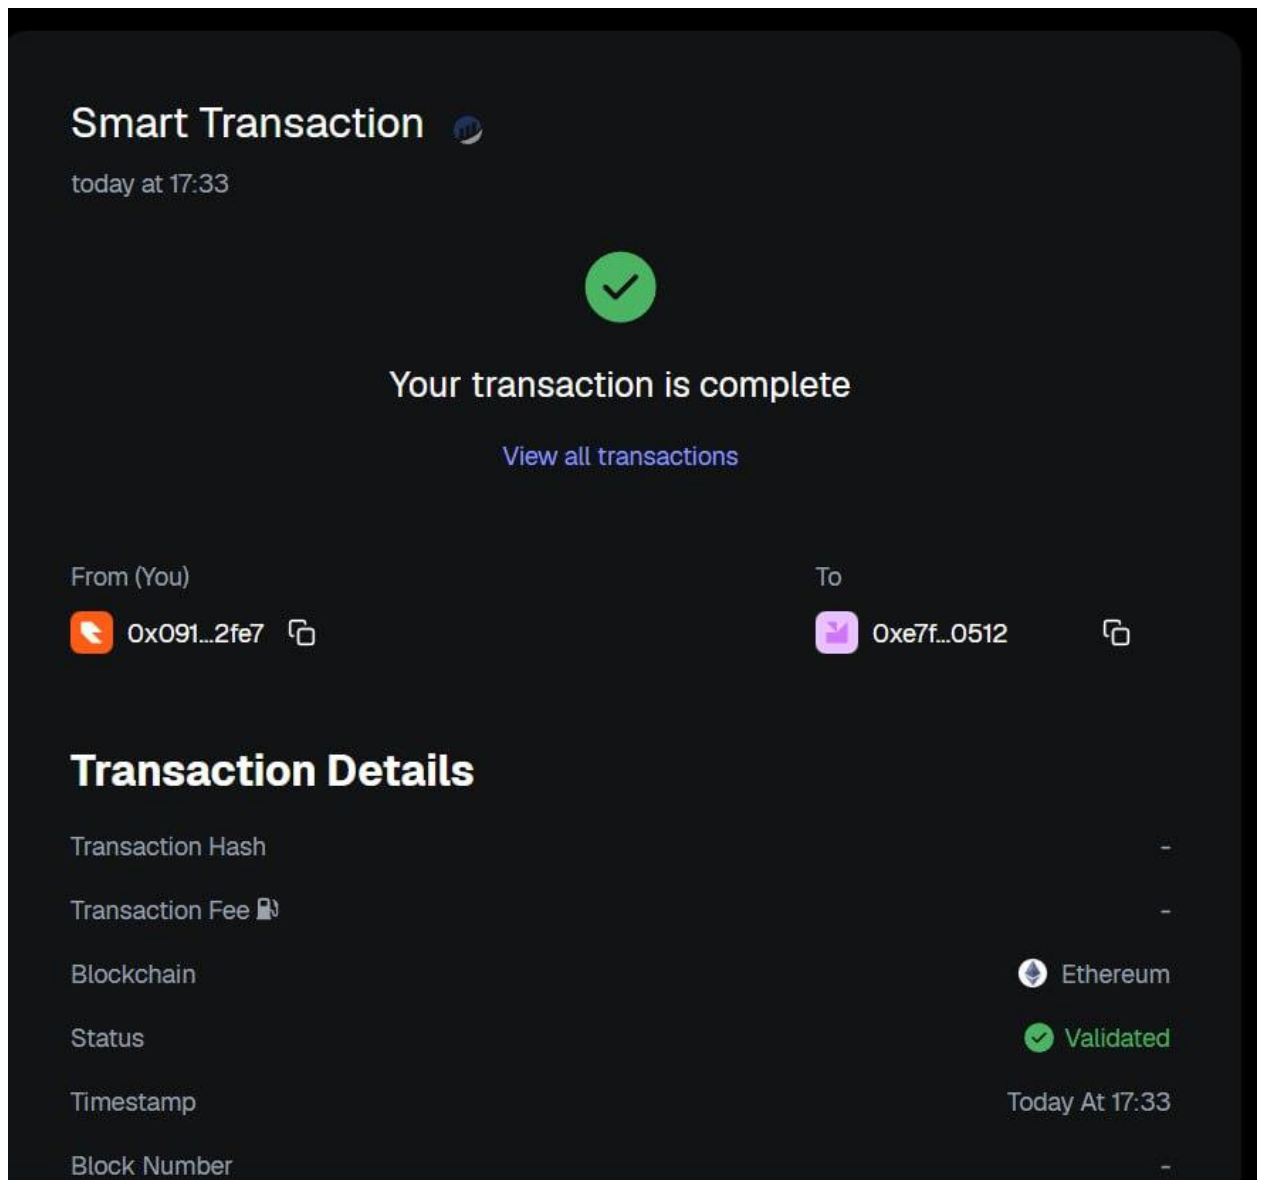 Smart Transaction
today at 17:33
Your transaction is complete
View all transactions
From (You)
To
0x091...2fe7
0xe7f...0512
Transaction Details
Transaction Hash -
Transaction Fee -
Blockchain Ethereum
Status Validated
Timestamp Today At 17:33
Block Number -